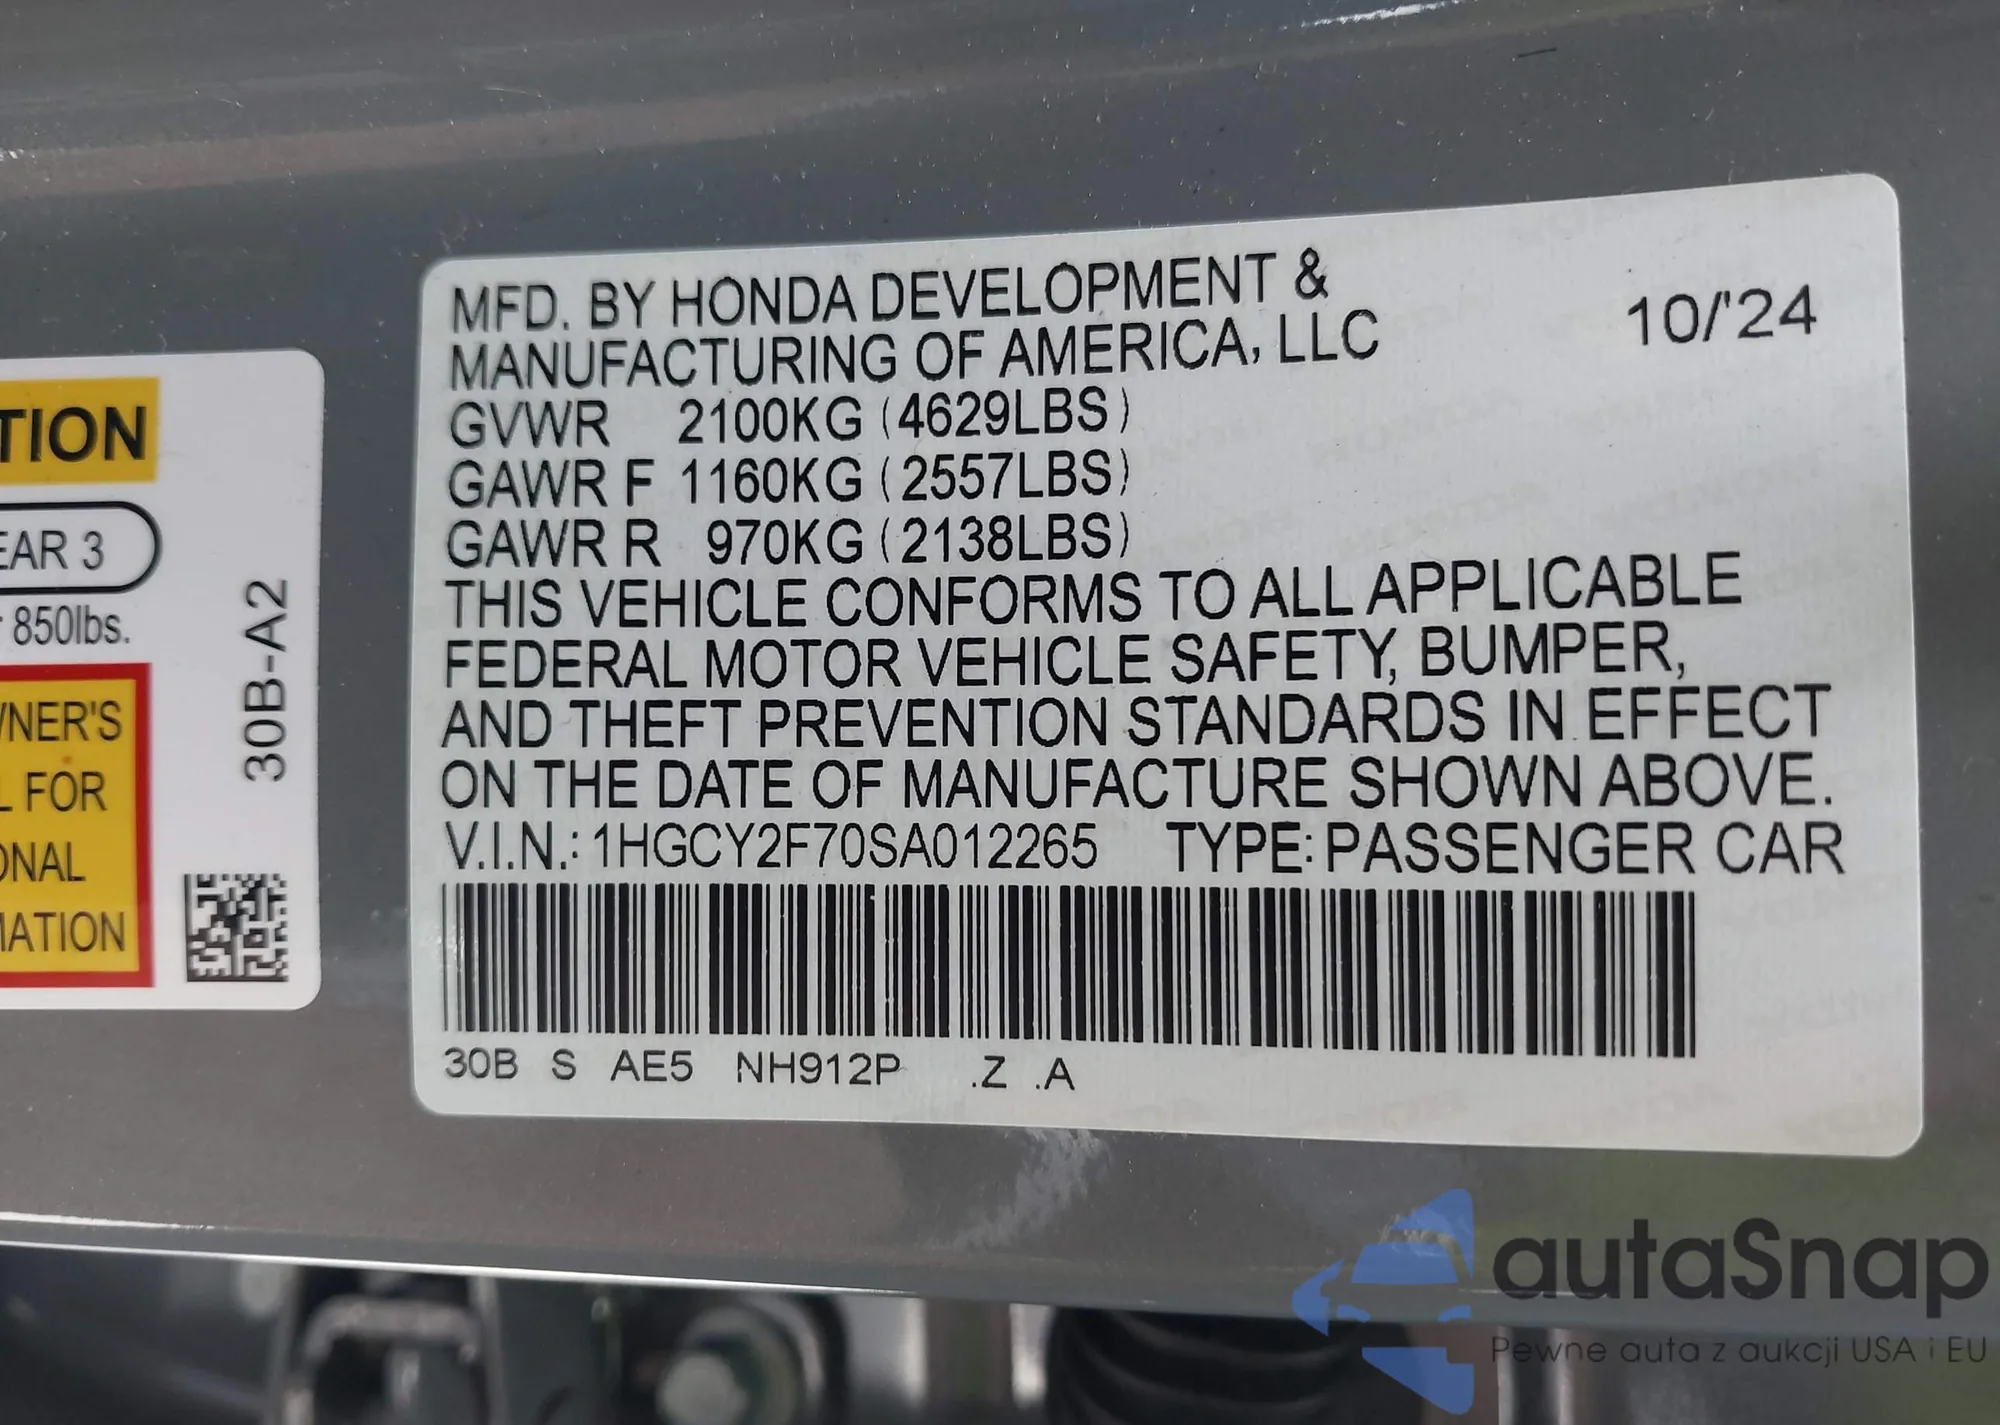 TION
EAR 3
850lbs.
NER'S
L FOR
ONAL
MATION
30B-A2
MFD. BY HONDA DEVELOPMENT &
MANUFACTURING OF AMERICA, LLC
10/'24
GVWR 2100KG (4629LBS)
GAWR F 1160KG (2557LBS)
GAWR R 970KG (2138LBS)
THIS VEHICLE CONFORMS TO ALL APPLICABLE
FEDERAL MOTOR VEHICLE SAFETY, BUMPER,
AND THEFT PREVENTION STANDARDS IN EFFECT
ON THE DATE OF MANUFACTURE SHOWN ABOVE.
V.I.N.: 1HGCY2F70SA012265 TYPE: PASSENGER CAR
30B S AE5 NH912P .Z .A
autaSnap
Pewne auta z aukcji USA i EU